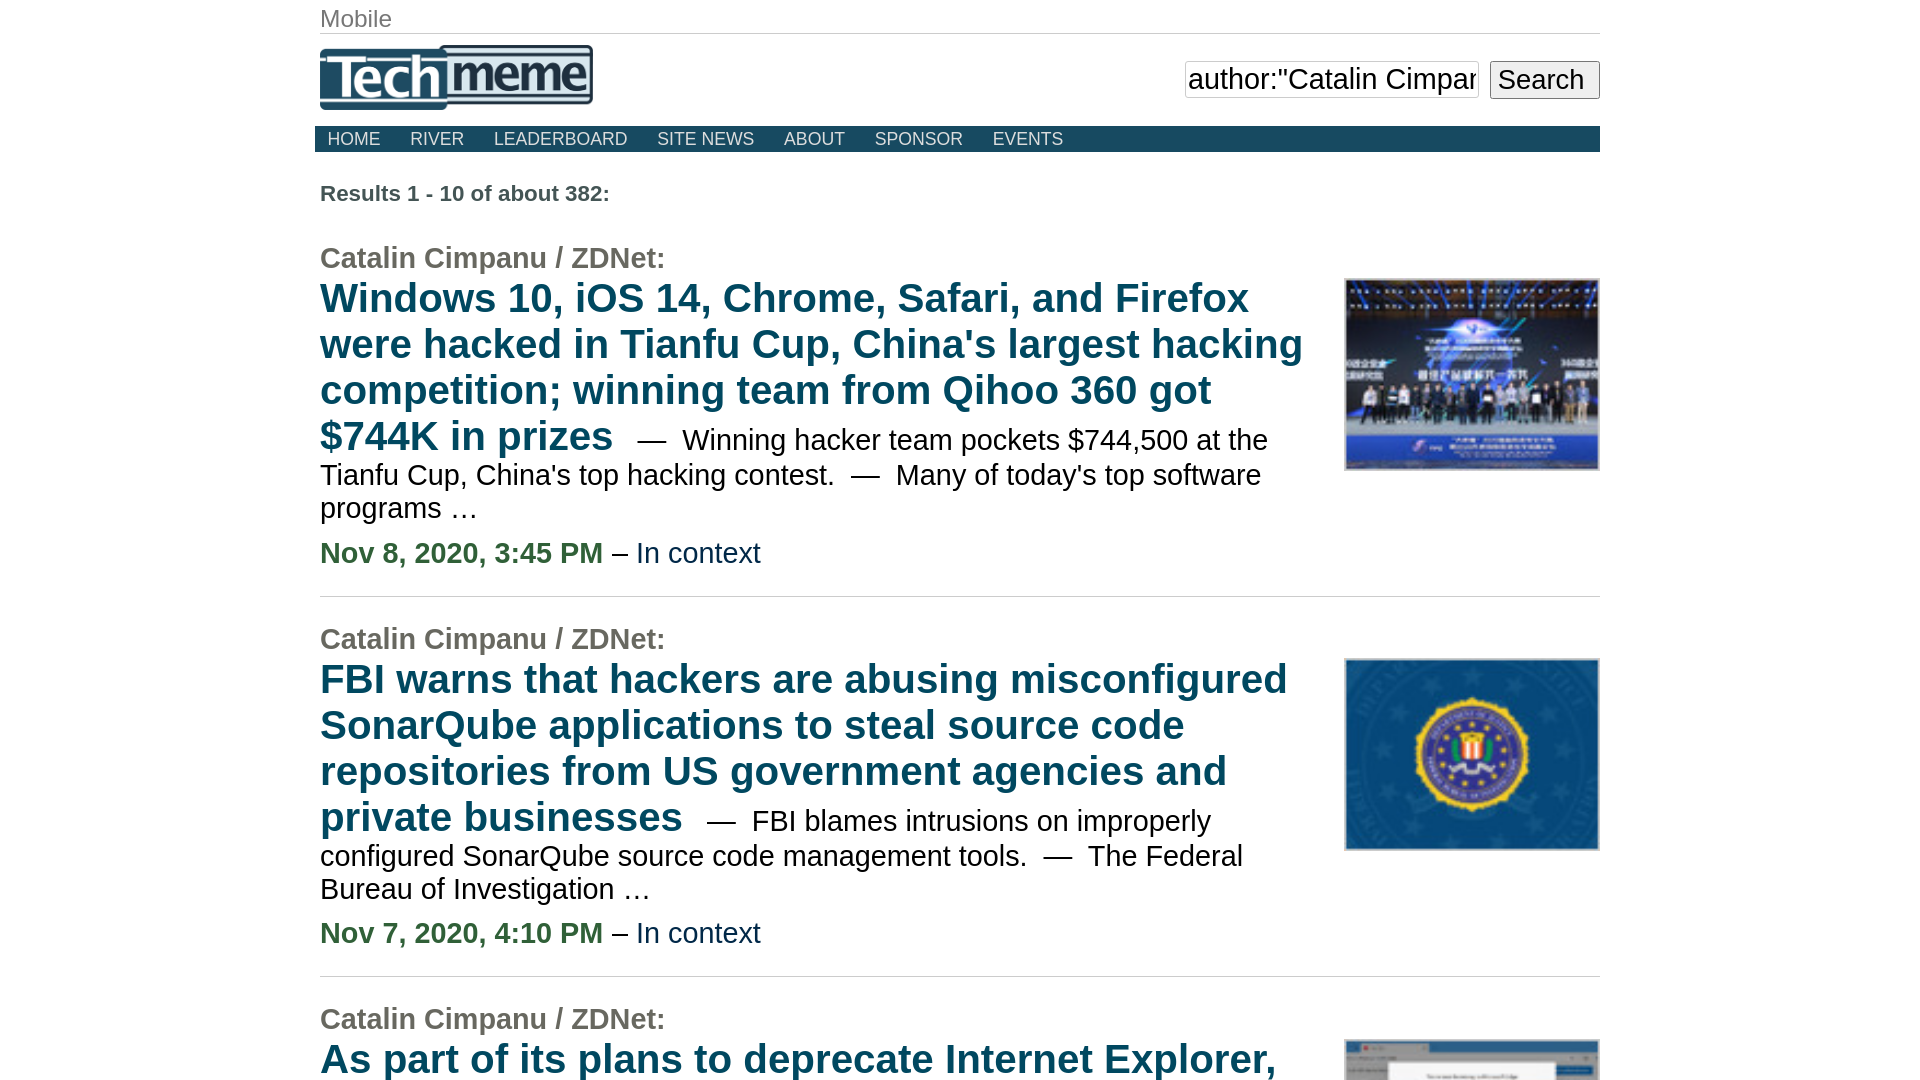 Mobile
Tech meme
author:"Catalin Cimpan
Search
HOME RIVER LEADERBOARD SITE NEWS ABOUT SPONSOR EVENTS
Results 1 - 10 of about 382:
Catalin Cimpanu / ZDNet:
Windows 10, iOS 14, Chrome, Safari, and Firefox
were hacked in Tianfu Cup, China's largest hacking
competition; winning team from Qihoo 360 got
$744K in prizes — Winning hacker team pockets $744,500 at the
Tianfu Cup, China's top hacking contest. — Many of today's top software
programs …
Nov 8, 2020, 3:45 PM – In context
Catalin Cimpanu / ZDNet:
FBI warns that hackers are abusing misconfigured
SonarQube applications to steal source code
repositories from US government agencies and
private businesses — FBI blames intrusions on improperly
configured SonarQube source code management tools. — The Federal
Bureau of Investigation …
Nov 7, 2020, 4:10 PM – In context
Catalin Cimpanu / ZDNet:
As part of its plans to deprecate Internet Explorer,